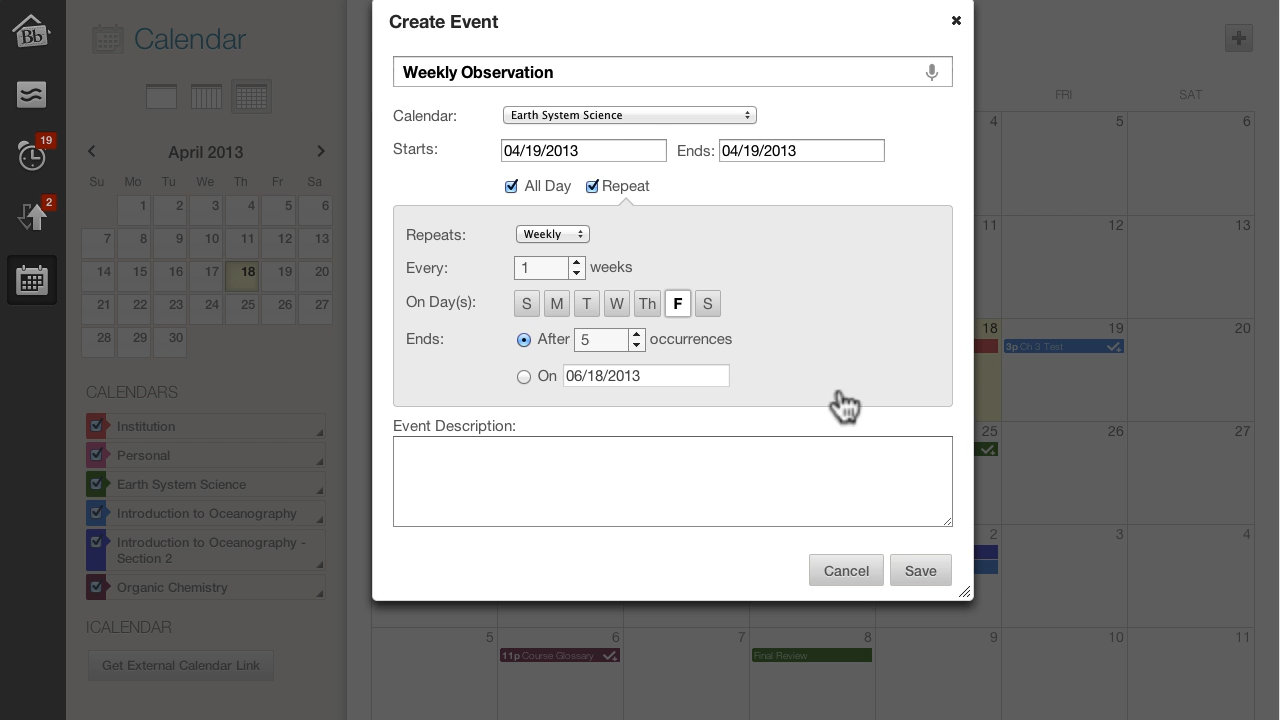 Bb
19
2
Calendar
April 2013
Su Mo Tu We Th Fr Sa
1 2 3 4 5 6
7 8 9 10 11 12 13
14 15 16 17 18 19 20
21 22 23 24 25 26 27
28 29 30
CALENDARS
Institution
Personal
Earth System Science
Introduction to Oceanography
Introduction to Oceanography -
Section 2
Organic Chemistry
ICALENDAR
Get External Calendar Link
Create Event
Weekly Observation
Calendar: Earth System Science
Starts: 04/19/2013 Ends: 04/19/2013
All Day Repeat
Repeats: Weekly
Every: 1 weeks
On Day(s): S M T W Th F S
Ends: After 5 occurrences
On 06/18/2013
Event Description:
Cancel Save
FRI SAT
4 5 6
11 12 13
18 19 20
3p Ch 3 Test
25 26 27
2 3 4
5 6 7 8 9 10 11
11p Course Glossary Final Review